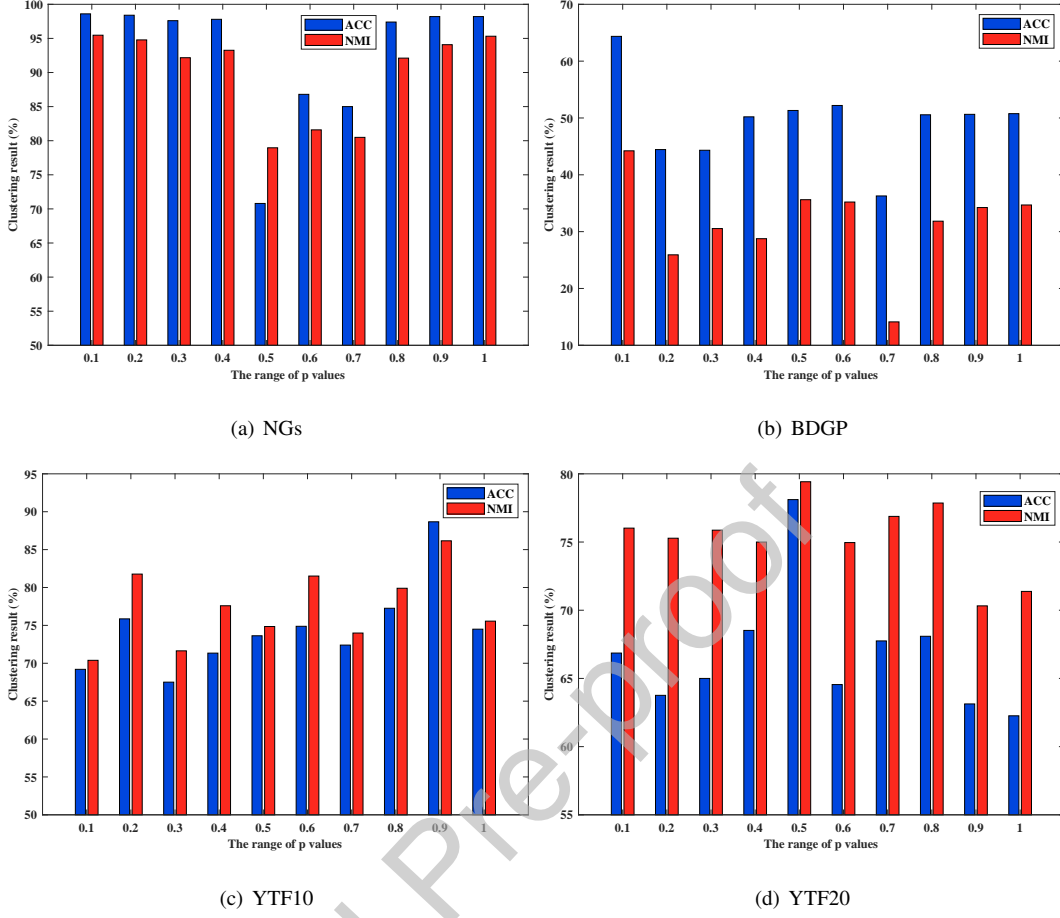 100
95
90
85
80
75
70
65
60
55
50
Clustering result (%)
ACC
NMI
0.1 0.2 0.3 0.4 0.5 0.6 0.7 0.8 0.9 1
The range of p values
(a) NGs
70
60
50
40
30
20
10
Clustering result (%)
ACC
NMI
0.1 0.2 0.3 0.4 0.5 0.6 0.7 0.8 0.9 1
The range of p values
(b) BDGP
95
90
85
80
75
70
65
60
55
50
Clustering result (%)
ACC
NMI
0.1 0.2 0.3 0.4 0.5 0.6 0.7 0.8 0.9 1
The range of p values
(c) YTF10
80
75
70
65
60
55
Clustering result (%)
ACC
NMI
0.1 0.2 0.3 0.4 0.5 0.6 0.7 0.8 0.9 1
The range of p values
(d) YTF20
Pre-proof